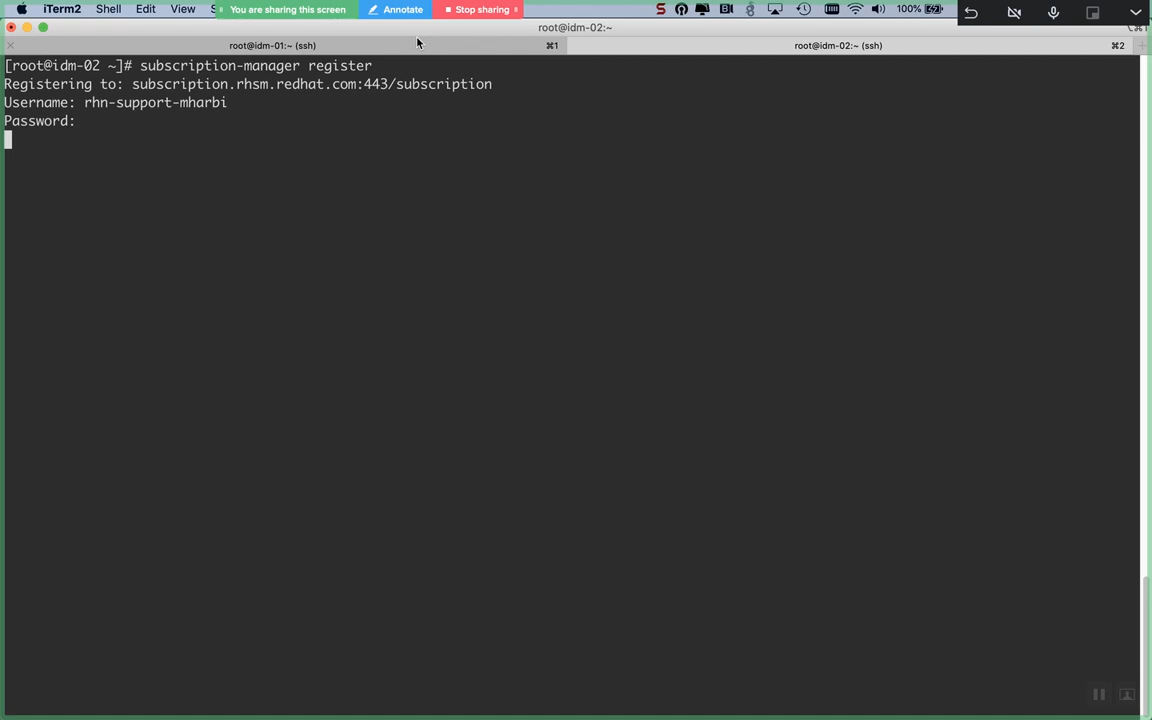 iTerm2 Shell Edit View S You are sharing this screen Annotate Stop sharing 100%
root@idm-02:~ ⌥⌘1
root@idm-01:~ (ssh) ⌘1 root@idm-02:~ (ssh) ⌘2
[root@idm-02 ~]# subscription-manager register
Registering to: subscription.rhsm.redhat.com:443/subscription
Username: rhn-support-mharbi
Password: